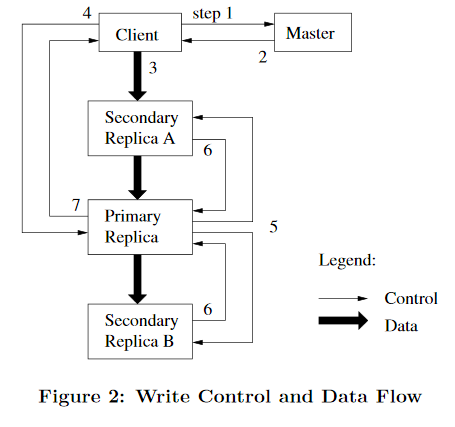 4
step 1
Client
Master
2
3
Secondary
Replica A
6
7
Primary
Replica
5
Legend:
Control
Data
6
Secondary
Replica B
Figure 2: Write Control and Data Flow